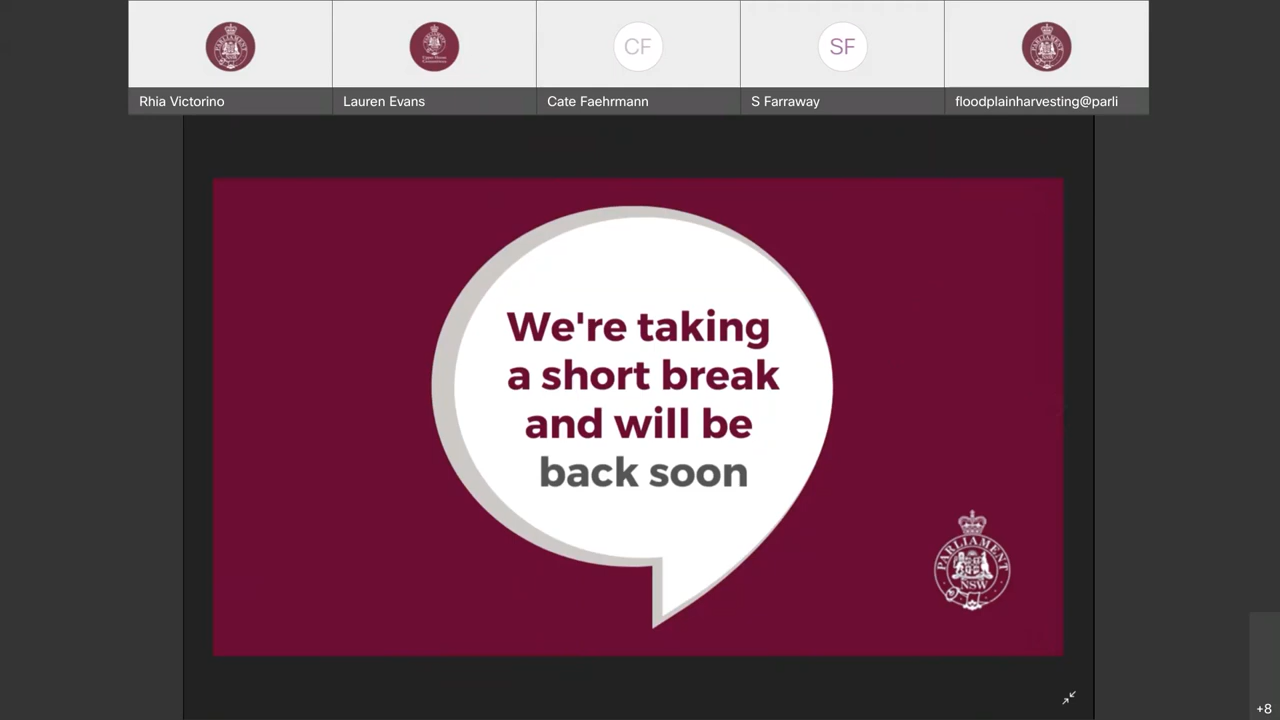 CF
SF
Rhia Victorino
Lauren Evans
Cate Faehrmann
S Farraway
floodplainharvesting@parli
We're taking
a short break
and will be
back soon
PARLIAMENT
NSW
+8